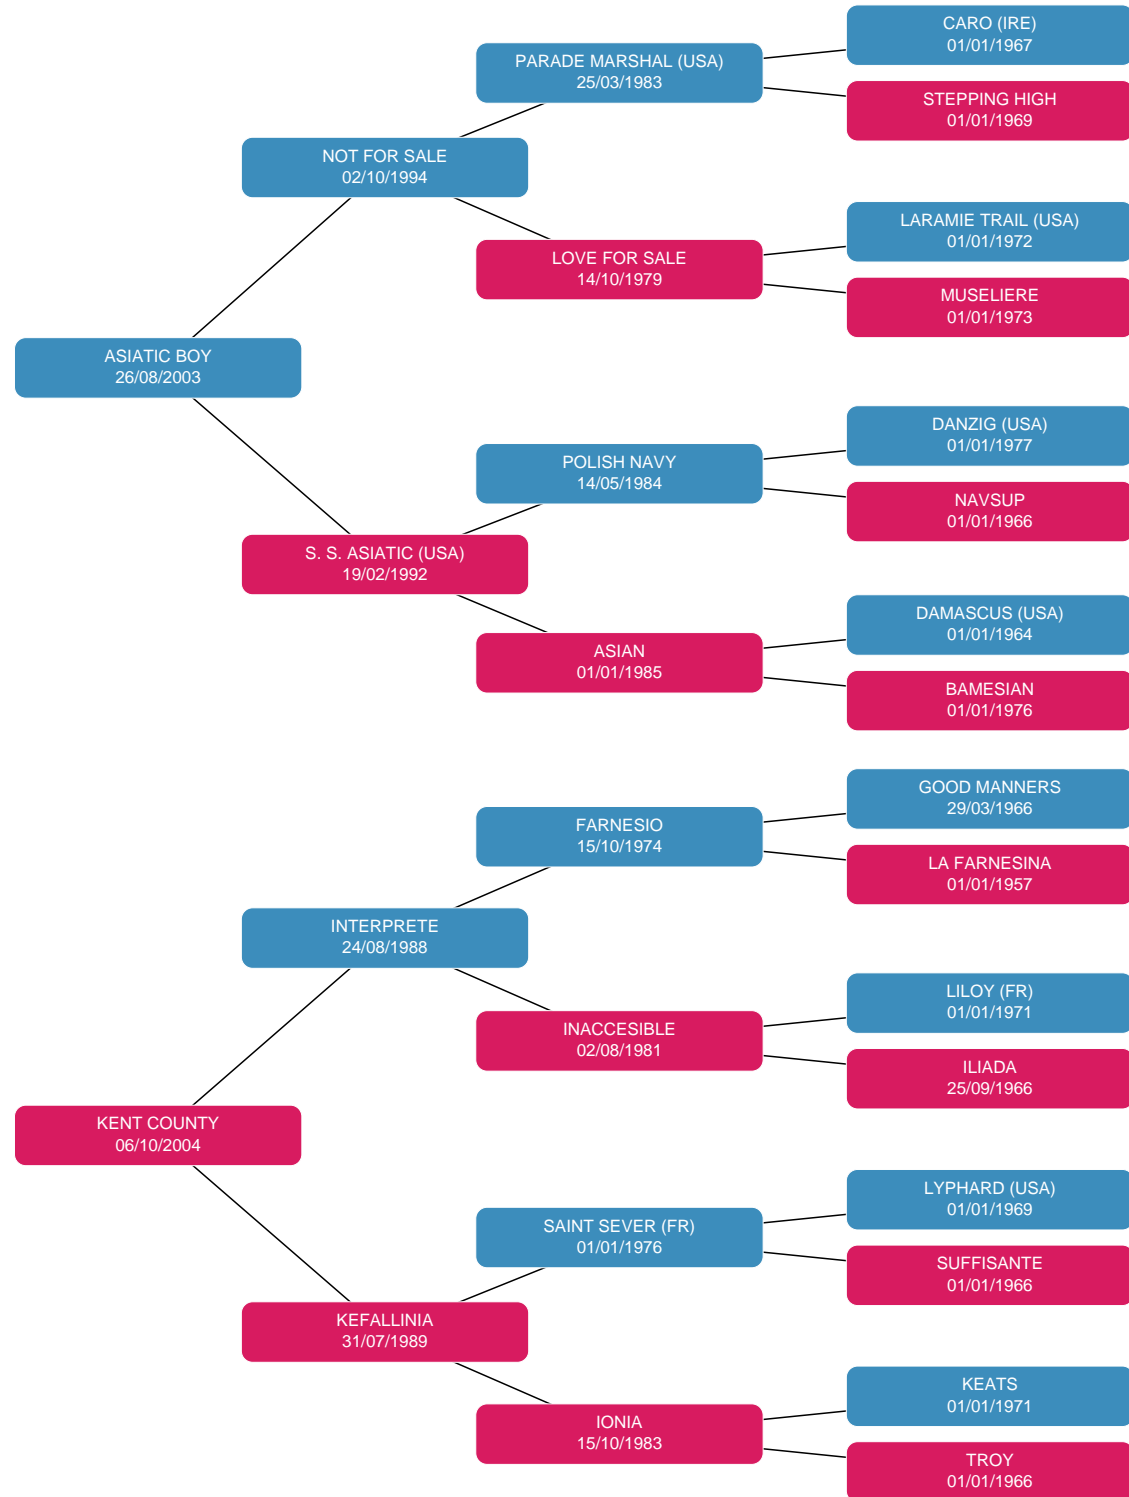 CARO (IRE)
01/01/1967
PARADE MARSHAL (USA)
25/03/1983
STEPPING HIGH
01/01/1969
NOT FOR SALE
02/10/1994
LARAMIE TRAIL (USA)
01/01/1972
LOVE FOR SALE
14/10/1979
MUSELIERE
01/01/1973
ASIATIC BOY
26/08/2003
DANZIG (USA)
01/01/1977
POLISH NAVY
14/05/1984
NAVSUP
01/01/1966
S. S. ASIATIC (USA)
19/02/1992
DAMASCUS (USA)
01/01/1964
ASIAN
01/01/1985
BAMESIAN
01/01/1976
GOOD MANNERS
29/03/1966
FARNESIO
15/10/1974
LA FARNESINA
01/01/1957
INTERPRETE
24/08/1988
LILOY (FR)
01/01/1971
INACCESIBLE
02/08/1981
ILIADA
25/09/1966
KENT COUNTY
06/10/2004
LYPHARD (USA)
01/01/1969
SAINT SEVER (FR)
01/01/1976
SUFFISANTE
01/01/1966
KEFALLINIA
31/07/1989
KEATS
01/01/1971
IONIA
15/10/1983
TROY
01/01/1966